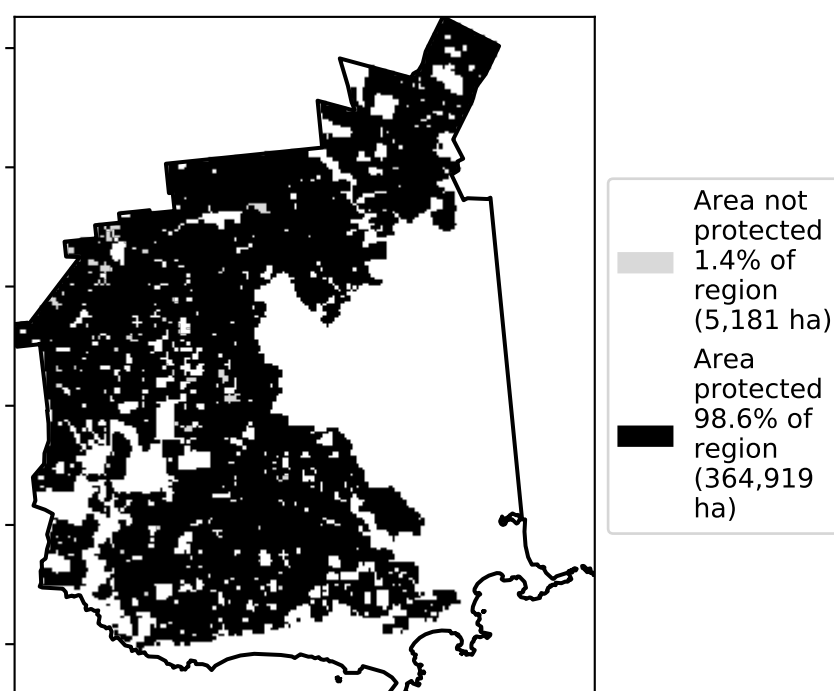 Area not
protected
1.4% of
region
(5,181 ha)
Area
protected
98.6% of
region
(364,919
ha)